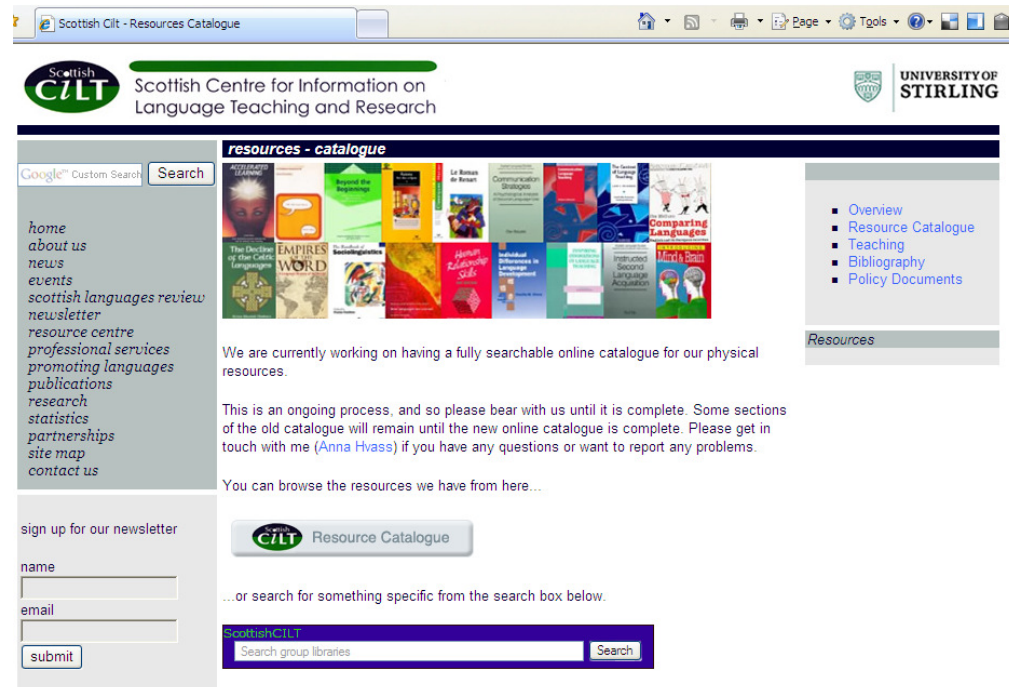 Scottish Cilt - Resources Catalogue
Page
Tools
Scottish
CiLT
Scottish Centre for Information on
Language Teaching and Research
UNIVERSITY OF
STIRLING
resources - catalogue
Google™ Custom Search
Search
home
about us
news
events
scottish languages review
newsletter
resource centre
professional services
promoting languages
publications
research
statistics
partnerships
site map
contact us
sign up for our newsletter
name
email
submit
ACCELERATED
LEARNING
Beyond the
Beginnings
Le Roman
de Renart
Communication
Strategies
Comparing
Languages
The Decline
of the Celtic
Languages
EMPIRES
OF THE
WORD
The Handbook of
Sociolinguistics
Human
Relationship
Skills
Individual
Differences in
Language
Development
Instructed
Second
Language
Acquisition
INTRODUCING
Mind & Brain
We are currently working on having a fully searchable online catalogue for our physical
resources.
This is an ongoing process, and so please bear with us until it is complete. Some sections
of the old catalogue will remain until the new online catalogue is complete. Please get in
touch with me (Anna Hvass) if you have any questions or want to report any problems.
You can browse the resources we have from here...
Scottish
CiLT
Resource Catalogue
...or search for something specific from the search box below.
ScottishCILT
Search group libraries
Search
Overview
Resource Catalogue
Teaching
Bibliography
Policy Documents
Resources